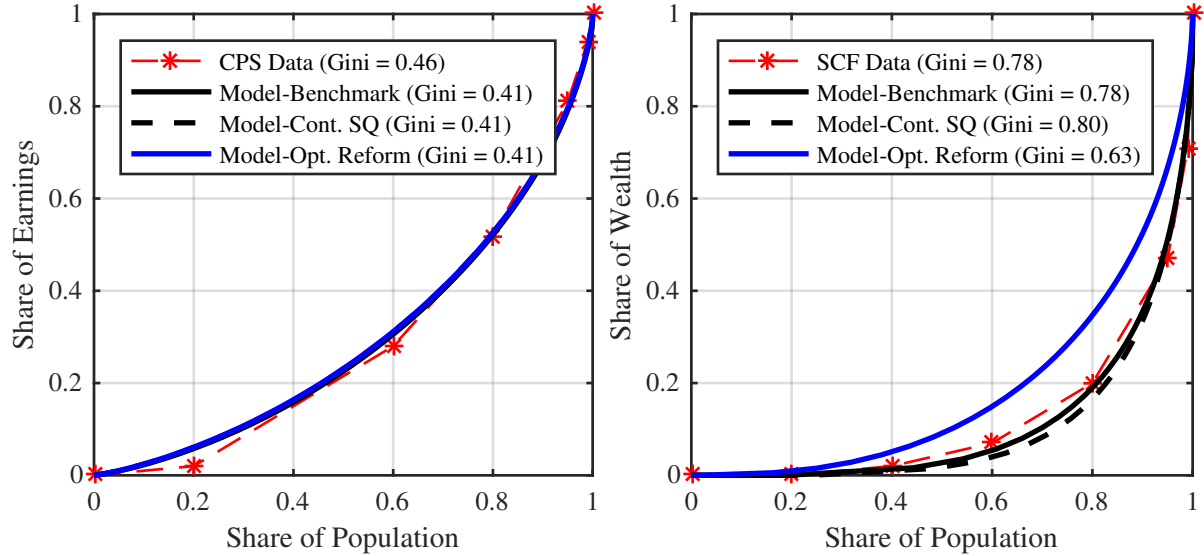 1
0.8
0.6
0.4
0.2
0
0
0.2
0.4
0.6
0.8
1
Share of Earnings
Share of Population
CPS Data (Gini = 0.46)
Model-Benchmark (Gini = 0.41)
Model-Cont. SQ (Gini = 0.41)
Model-Opt. Reform (Gini = 0.41)
1
0.8
0.6
0.4
0.2
0
0
0.2
0.4
0.6
0.8
1
Share of Wealth
Share of Population
SCF Data (Gini = 0.78)
Model-Benchmark (Gini = 0.78)
Model-Cont. SQ (Gini = 0.80)
Model-Opt. Reform (Gini = 0.63)